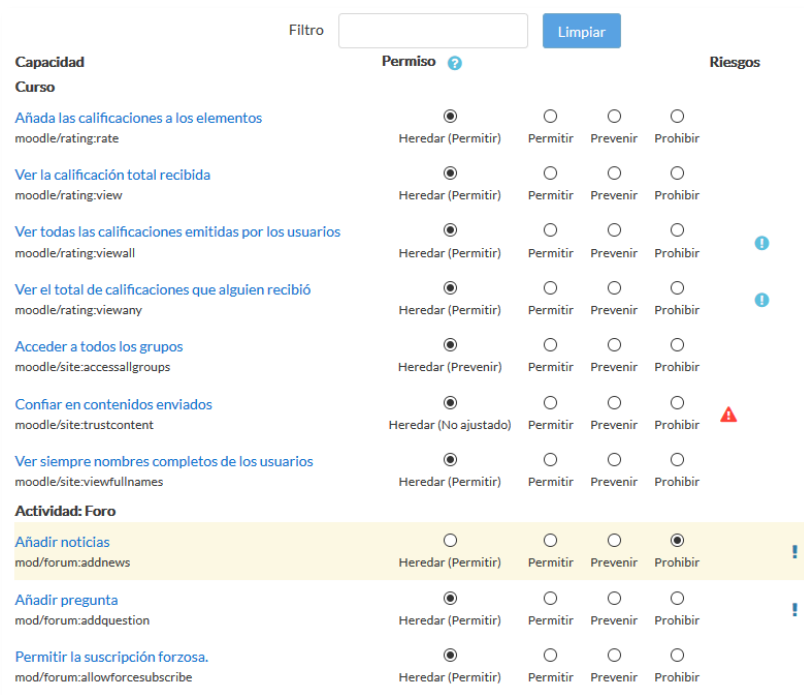 Filtro
Limpiar
Capacidad Permiso Riesgos
Curso
Añada las calificaciones a los elementos
moodle/rating:rate Heredar (Permitir) Permitir Prevenir Prohibir
Ver la calificación total recibida
moodle/rating:view Heredar (Permitir) Permitir Prevenir Prohibir
Ver todas las calificaciones emitidas por los usuarios
moodle/rating:viewall Heredar (Permitir) Permitir Prevenir Prohibir
Ver el total de calificaciones que alguien recibió
moodle/rating:viewany Heredar (Permitir) Permitir Prevenir Prohibir
Acceder a todos los grupos
moodle/site:accessallgroups Heredar (Prevenir) Permitir Prevenir Prohibir
Confiar en contenidos enviados
moodle/site:trustcontent Heredar (No ajustado) Permitir Prevenir Prohibir
Ver siempre nombres completos de los usuarios
moodle/site:viewfullnames Heredar (Permitir) Permitir Prevenir Prohibir
Actividad: Foro
Añadir noticias
mod/forum:addnews Heredar (Permitir) Permitir Prevenir Prohibir
Añadir pregunta
mod/forum:addquestion Heredar (Permitir) Permitir Prevenir Prohibir
Permitir la suscripción forzosa.
mod/forum:allowforcesubscribe Heredar (Permitir) Permitir Prevenir Prohibir